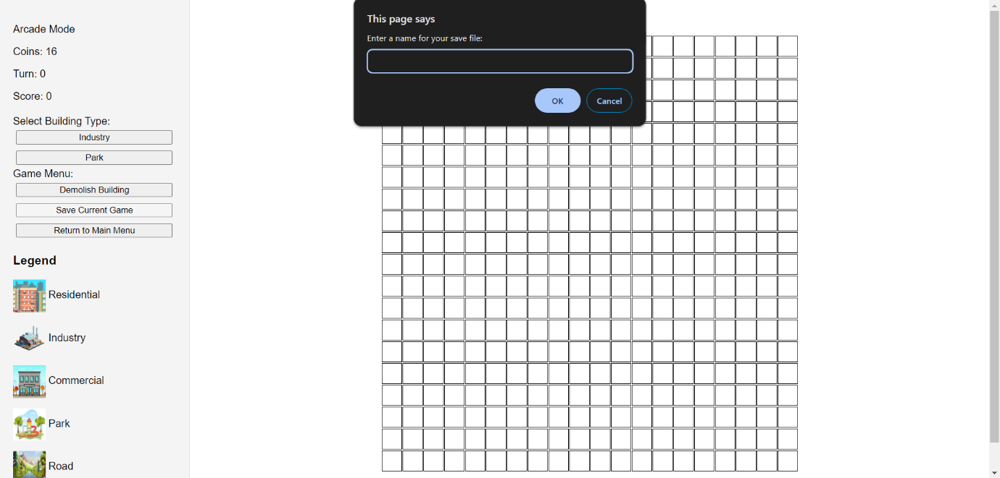 Arcade Mode
Coins: 16
Turn: 0
Score: 0
Select Building Type:
Industry
Park
Game Menu:
Demolish Building
Save Current Game
Return to Main Menu
Legend
Residential
Industry
Commercial
Park
Road
This page says
Enter a name for your save file:
OK
Cancel